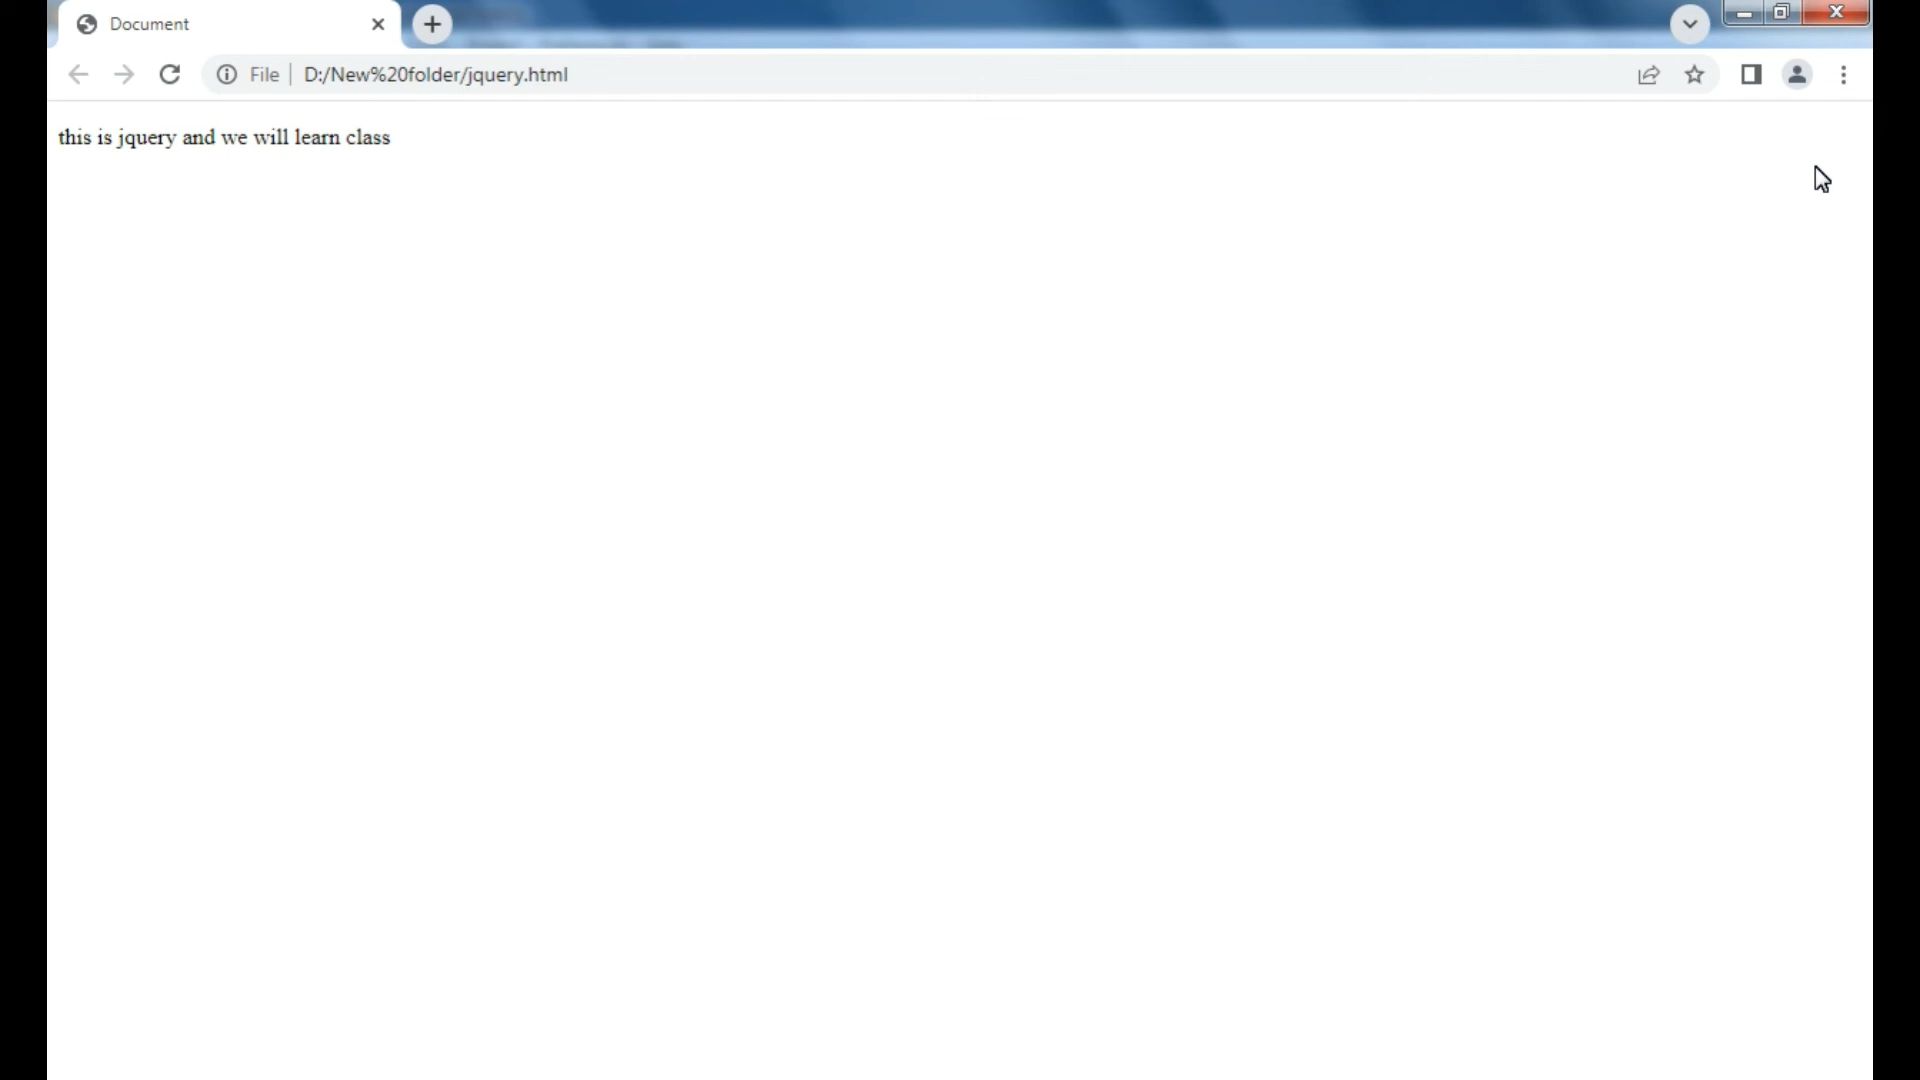 Document
File
D:/New%20folder/jquery.html
this is jquery and we will learn class